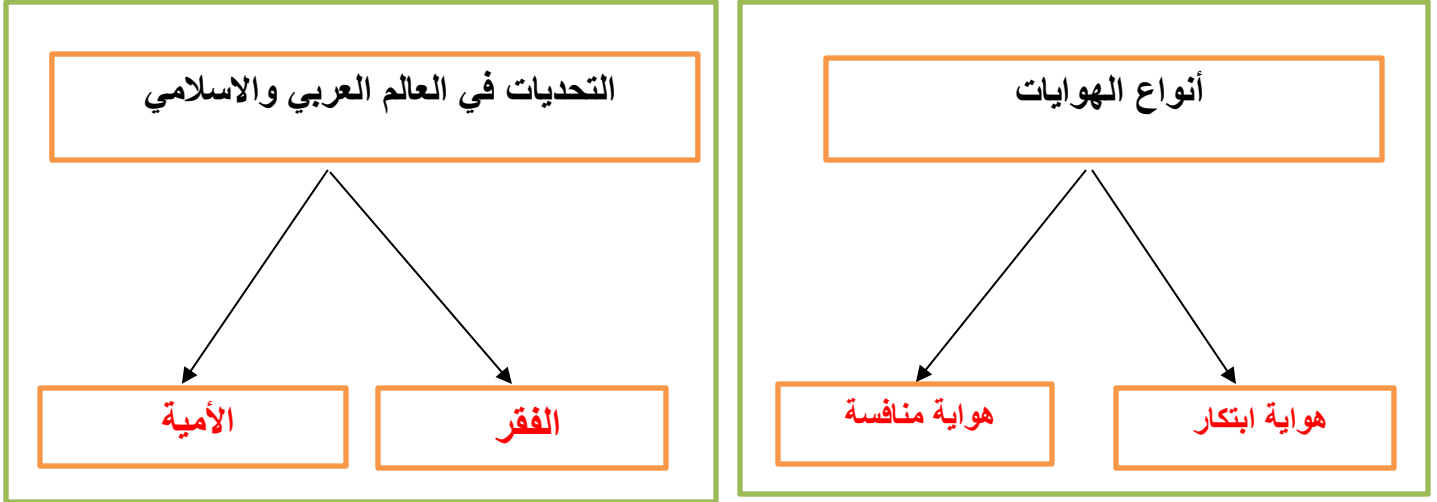 أنواع الهوايات
هواية ابتكار
هواية منافسة
التحديات في العالم العربي والاسلامي
الفقر
الأمية